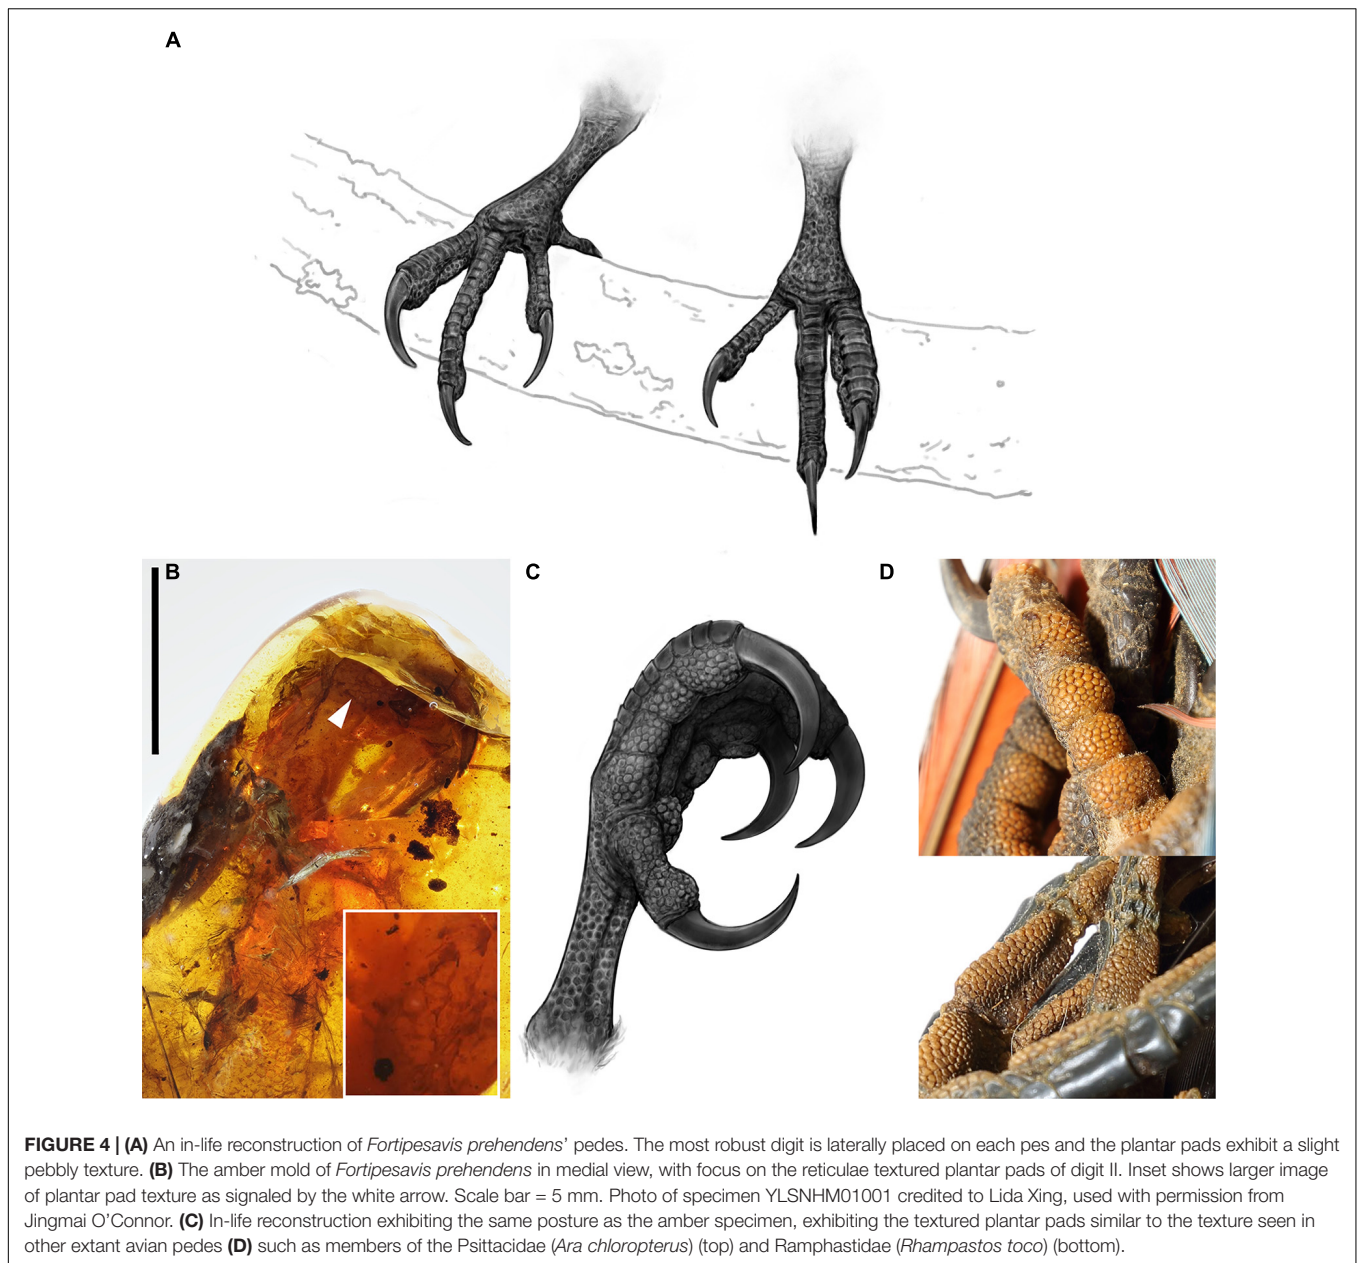 A
B
C
D
FIGURE 4 | (A) An in-life reconstruction of Fortipesavis prehendens’ pedes. The most robust digit is laterally placed on each pes and the plantar pads exhibit a slight
pebbly texture. (B) The amber mold of Fortipesavis prehendens in medial view, with focus on the reticulae textured plantar pads of digit II. Inset shows larger image
of plantar pad texture as signaled by the white arrow. Scale bar = 5 mm. Photo of specimen YLSNHM01001 credited to Lida Xing, used with permission from
Jingmai O’Connor. (C) In-life reconstruction exhibiting the same posture as the amber specimen, exhibiting the textured plantar pads similar to the texture seen in
other extant avian pedes (D) such as members of the Psittacidae (Ara chloropterus) (top) and Ramphastidae (Rhampastos toco) (bottom).